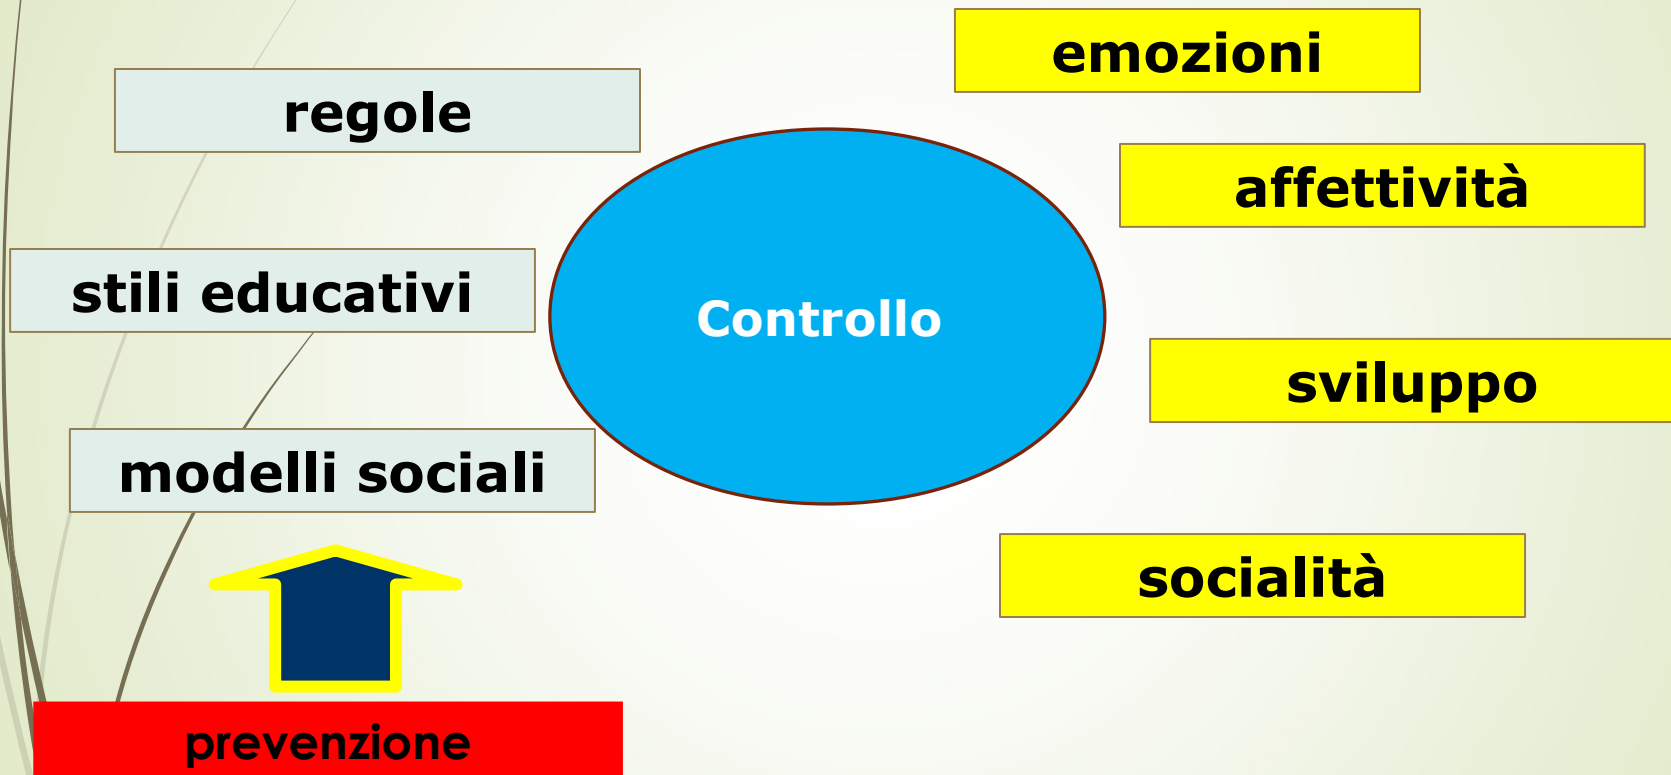 emozioni
regole
affettività
stili educativi
Controllo
sviluppo
modelli sociali
socialità
prevenzione